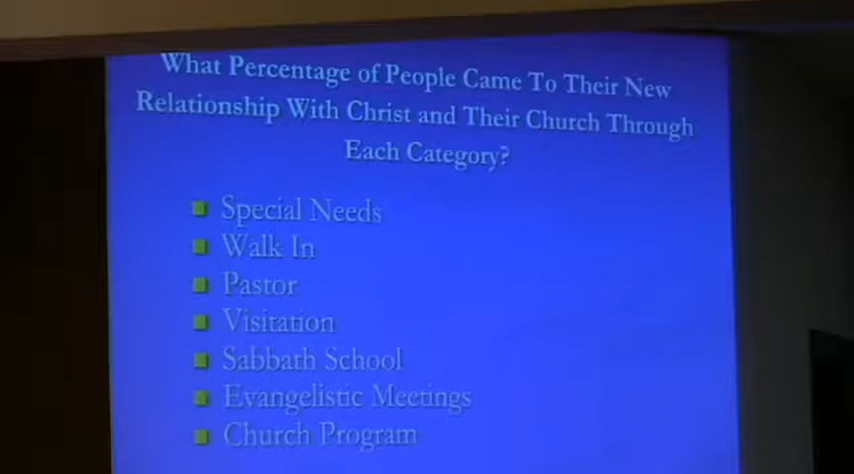 What Percentage of People Came To Their New
Relationship With Christ and Their Church Through
Each Category?
Special Needs
Walk In
Pastor
Visitation
Sabbath School
Evangelistic Meetings
Church Program